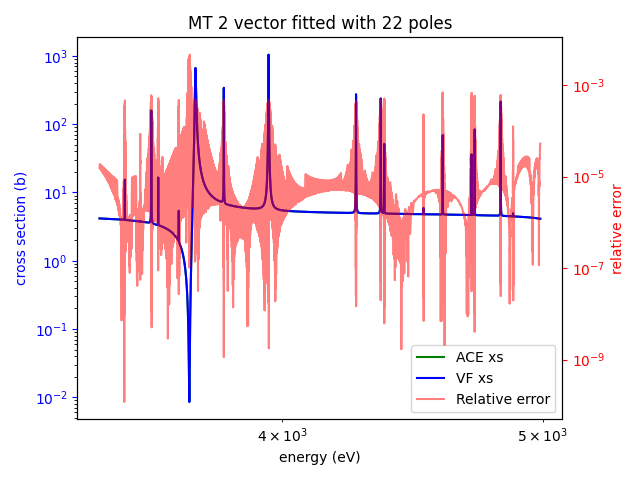 MT 2 vector fitted with 22 poles
10³
10²
10¹
10⁰
10⁻¹
10⁻²
cross section (b)
10⁻³
10⁻⁵
10⁻⁷
10⁻⁹
relative error
ACE xs
VF xs
Relative error
4 × 10³
5 × 10³
energy (eV)